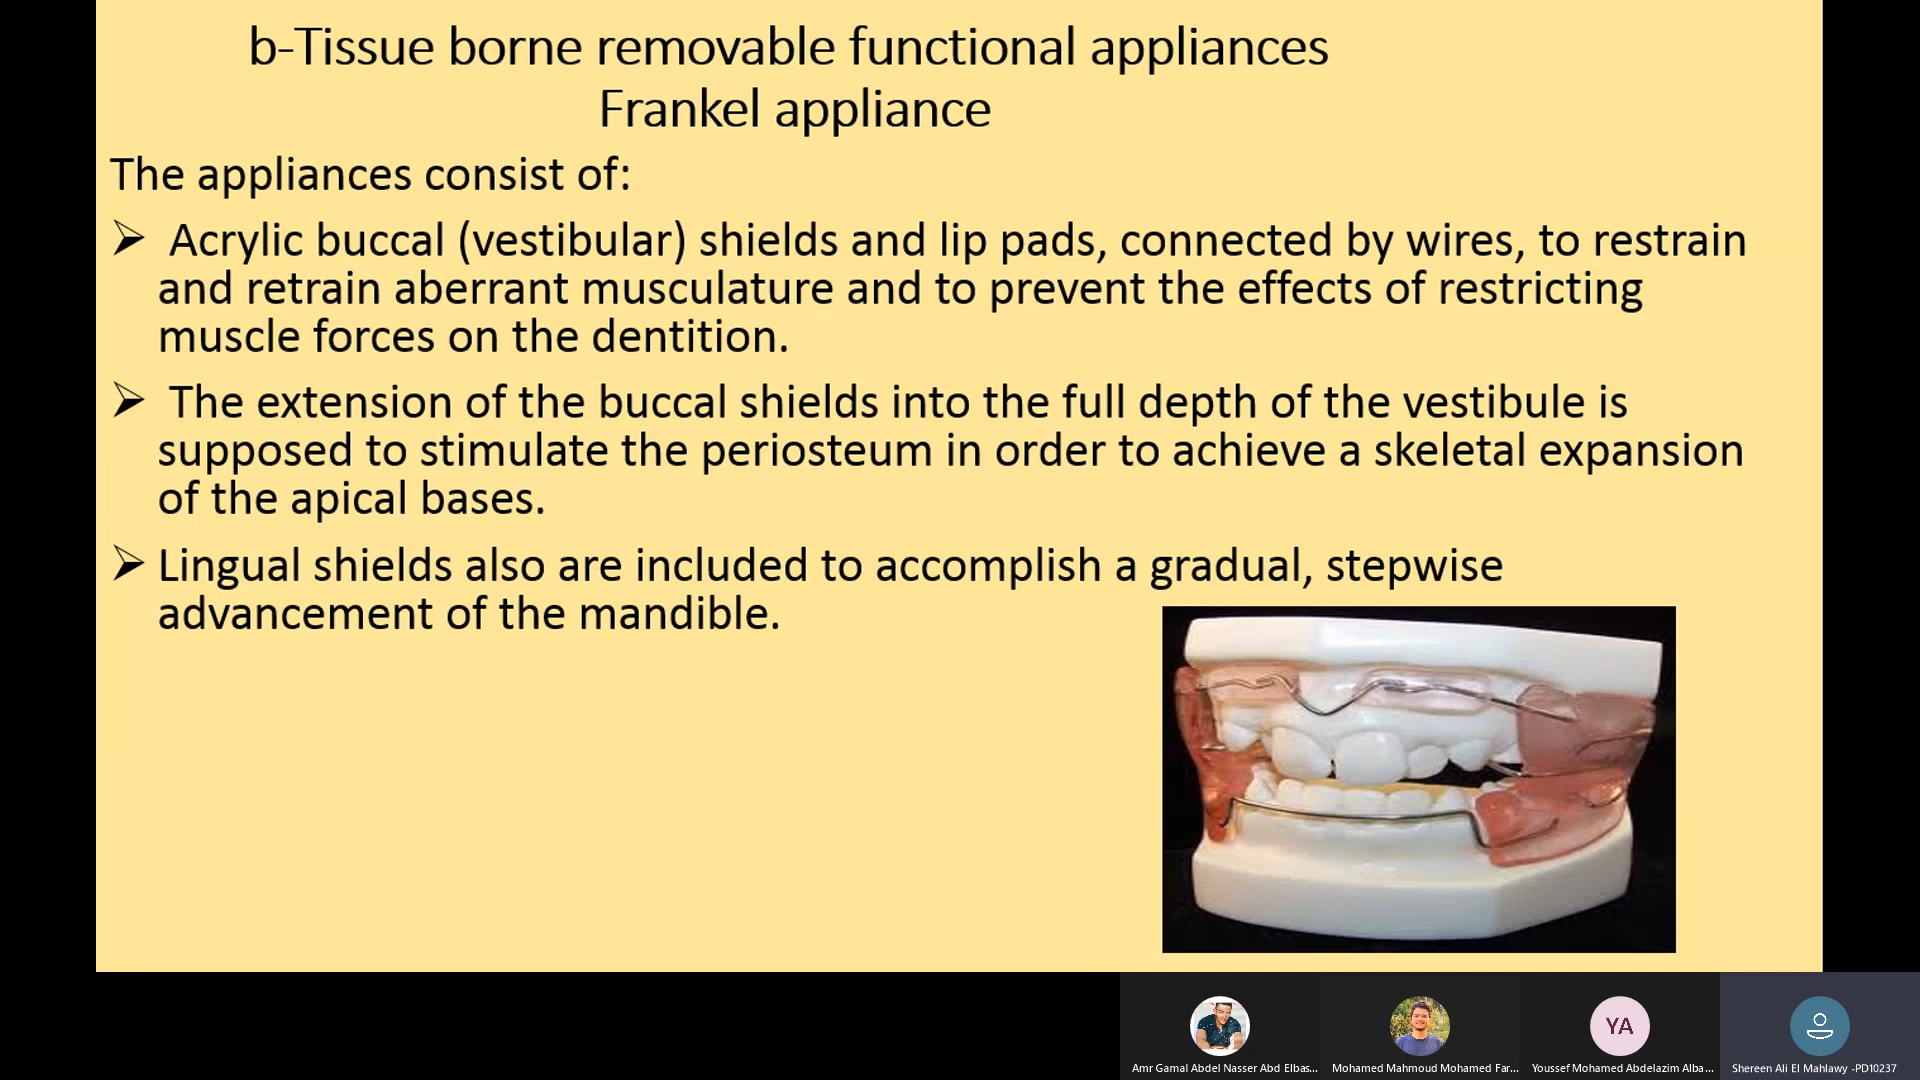 b-Tissue borne removable functional appliances
Frankel appliance
The appliances consist of:
➢ Acrylic buccal (vestibular) shields and lip pads, connected by wires, to restrain
and retrain aberrant musculature and to prevent the effects of restricting
muscle forces on the dentition.
➢ The extension of the buccal shields into the full depth of the vestibule is
supposed to stimulate the periosteum in order to achieve a skeletal expansion
of the apical bases.
➢ Lingual shields also are included to accomplish a gradual, stepwise
advancement of the mandible.
YA
Amr Gamal Abdel Nasser Abd Elbas...
Mohamed Mahmoud Mohamed Far...
Youssef Mohamed Abdelazim Alba...
Shereen Ali El Mahlawy -PD10237